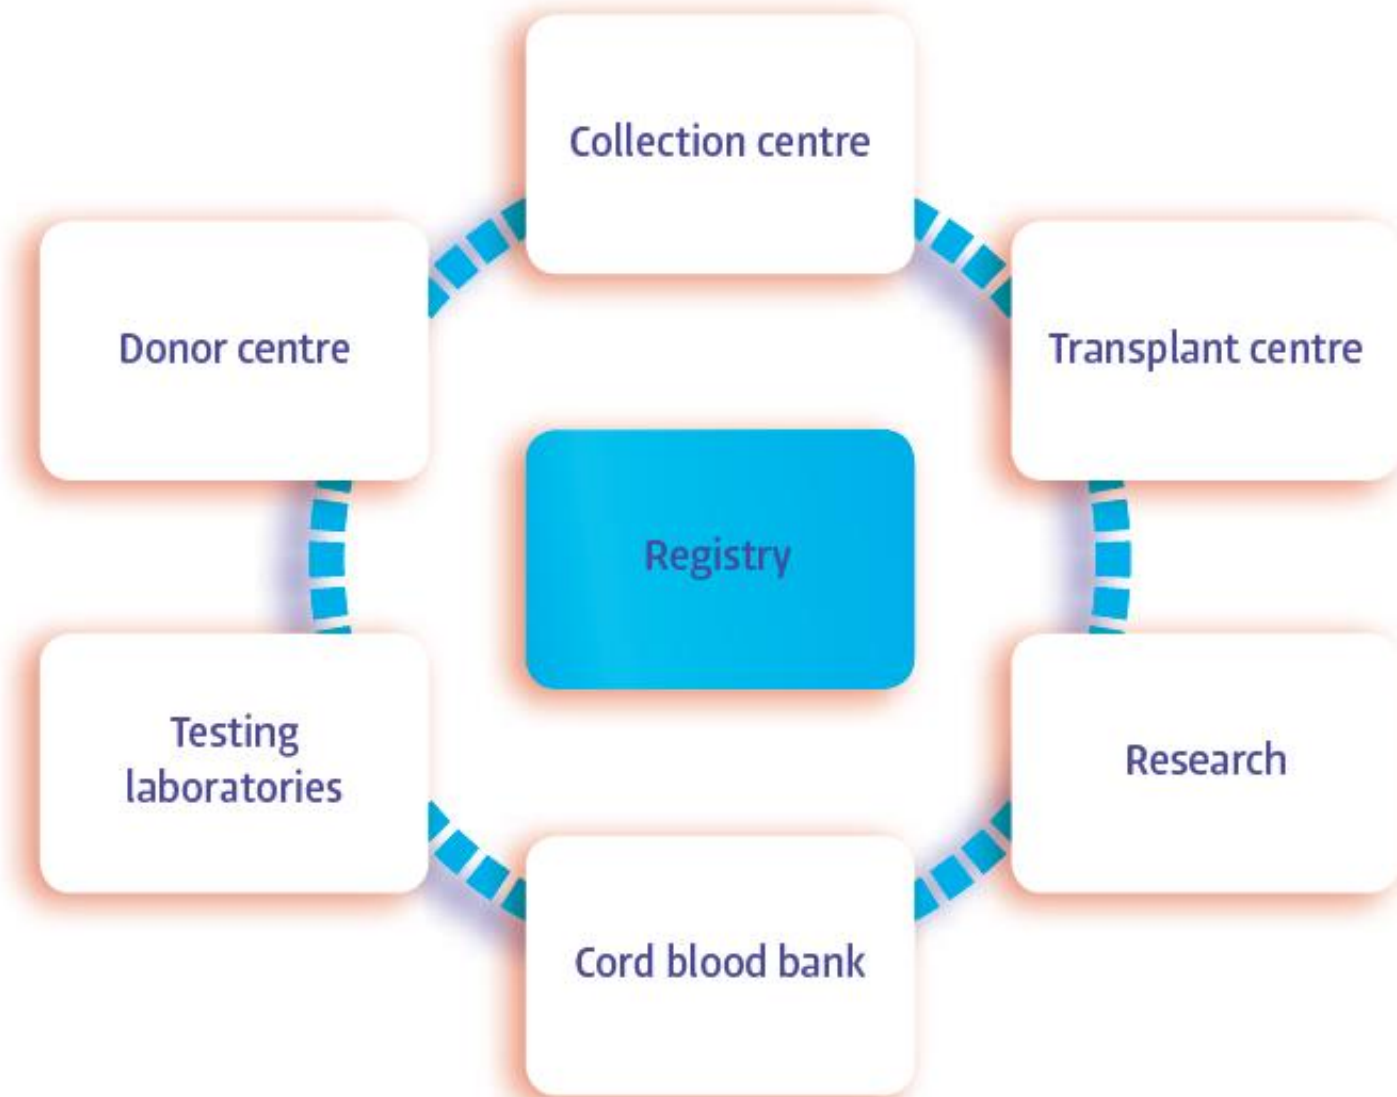 Collection centre
Donor centre
Transplant centre
Registry
Testing
laboratories
Research
Cord blood bank